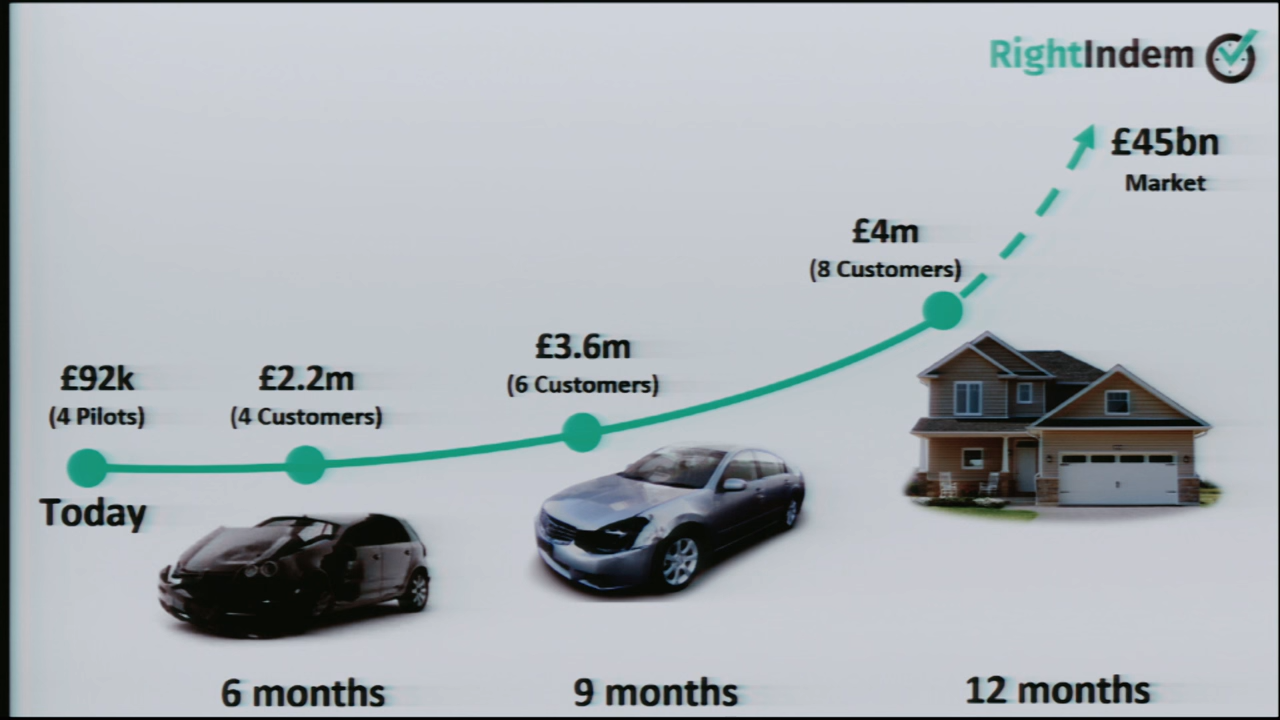 RightIndem
£45bn
Market
£4m
(8 Customers)
£3.6m
(6 Customers)
£92k
(4 Pilots)
£2.2m
(4 Customers)
Today
6 months
9 months
12 months